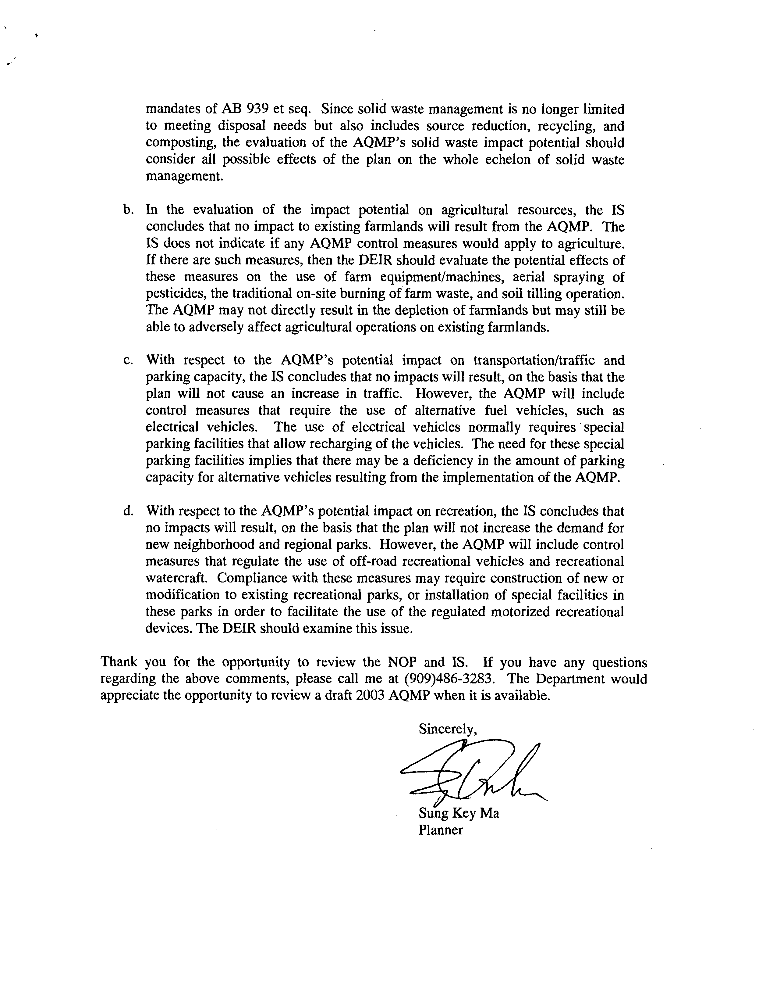 mandates of AB 939 et seq. Since solid waste management is no longer limited
to meeting disposal needs but also includes source reduction, recycling, and
composting, the evaluation of the AQMP's solid waste impact potential should
consider all possible effects of the plan on the whole echelon of solid waste
management.
b. In the evaluation of the impact potential on agricultural resources, the IS
concludes that no impact to existing farmlands will result from the AQMP. The
IS does not indicate if any AQMP control measures would apply to agriculture.
If there are such measures, then the DEIR should evaluate the potential effects of
these measures on the use of farm equipment/machines, aerial spraying of
pesticides, the traditional on-site burning of farm waste, and soil tilling operation.
The AQMP may not directly result in the depletion of farmlands but may still be
able to adversely affect agricultural operations on existing farmlands.
c. With respect to the AQMP's potential impact on transportation/traffic and
parking capacity, the IS concludes that no impacts will result, on the basis that the
plan will not cause an increase in traffic. However, the AQMP will include
control measures that require the use of alternative fuel vehicles, such as
electrical vehicles. The use of electrical vehicles normally requires special
parking facilities that allow recharging of the vehicles. The need for these special
parking facilities implies that there may be a deficiency in the amount of parking
capacity for alternative vehicles resulting from the implementation of the AQMP.
d. With respect to the AQMP's potential impact on recreation, the IS concludes that
no impacts will result, on the basis that the plan will not increase the demand for
new neighborhood and regional parks. However, the AQMP will include control
measures that regulate the use of off-road recreational vehicles and recreational
watercraft. Compliance with these measures may require construction of new or
modification to existing recreational parks, or installation of special facilities in
these parks in order to facilitate the use of the regulated motorized recreational
devices. The DEIR should examine this issue.
Thank you for the opportunity to review the NOP and IS. If you have any questions
regarding the above comments, please call me at (909)486-3283. The Department would
appreciate the opportunity to review a draft 2003 AQMP when it is available.
Sincerely,
Sung Key Ma
Planner